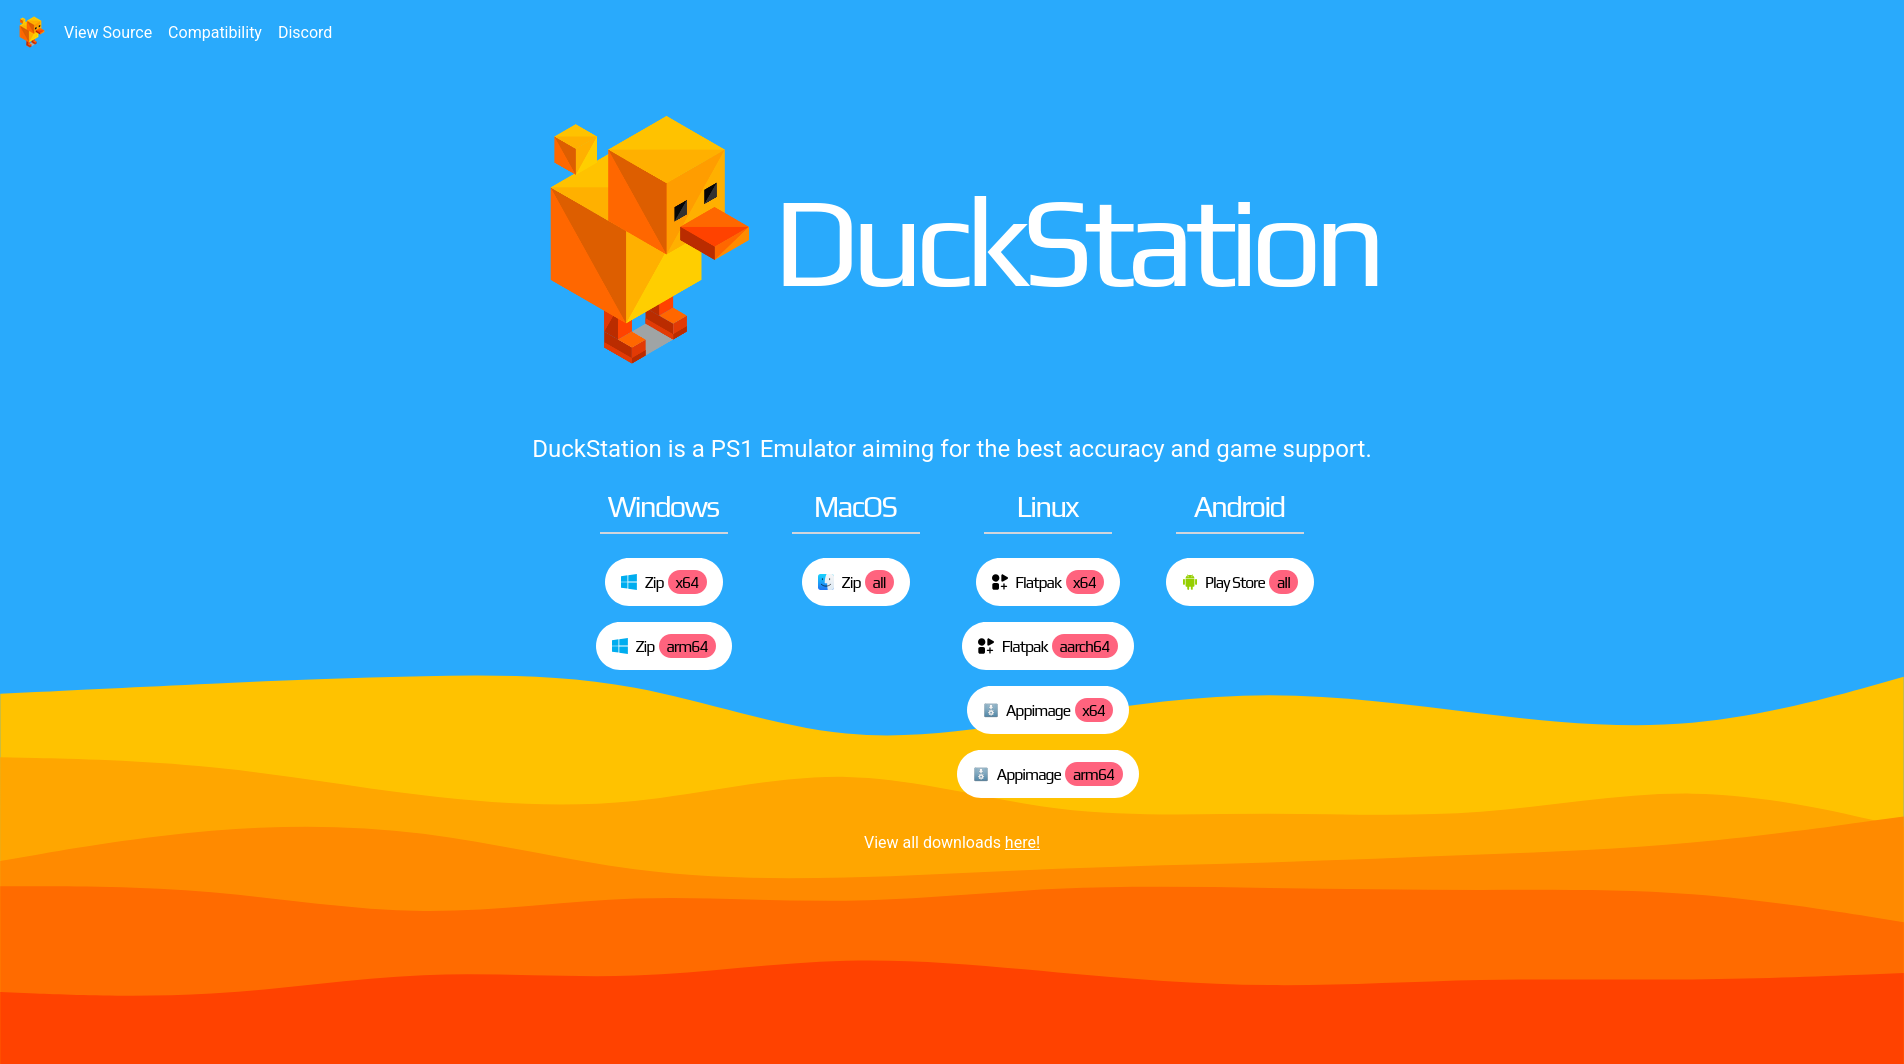 View Source Compatibility Discord
DuckStation
DuckStation is a PS1 Emulator aiming for the best accuracy and game support.
Windows
Zip x64
Zip arm64
MacOS
Zip all
Linux
Flatpak x64
Flatpak aarch64
Appimage x64
Appimage arm64
Android
Play Store all
View all downloads here!